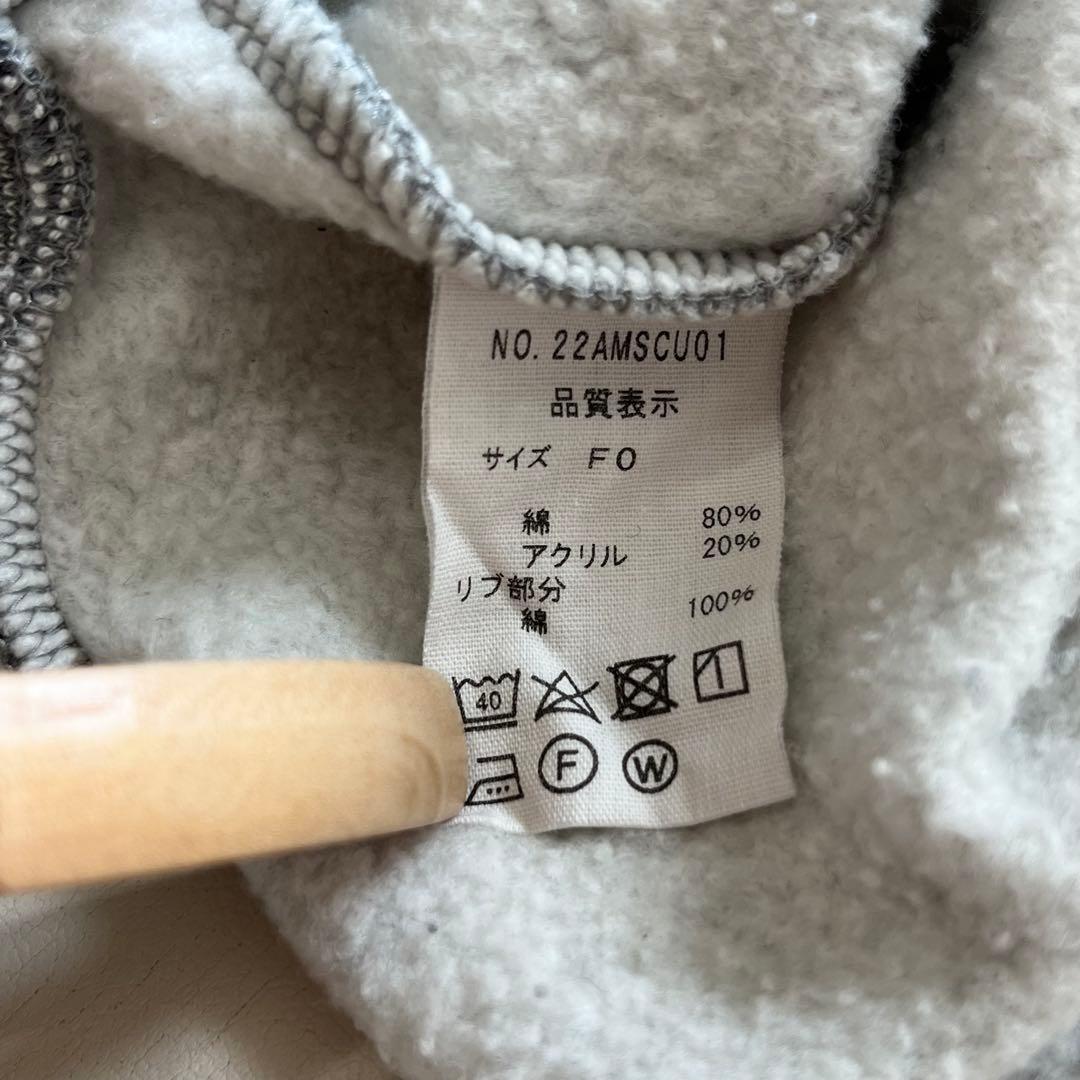 NO. 22AMSCU01
品質表示
サイズ FO
綿 80%
アクリル 20%
リブ部分
綿 100%
40
F W